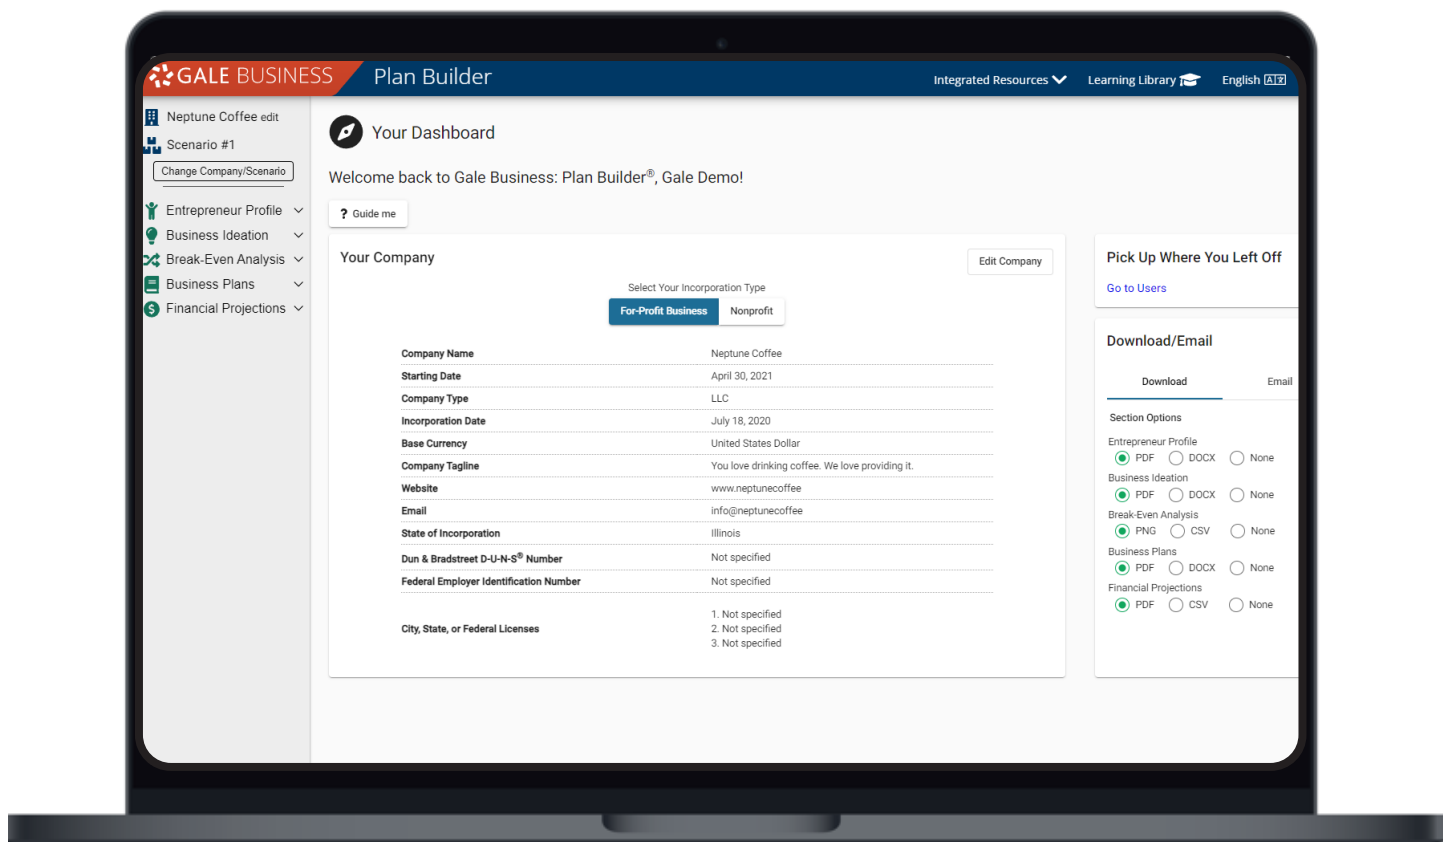 GALE BUSINESS Plan Builder
Integrated Resources Learning Library English
Neptune Coffee edit
Scenario #1
Change Company/Scenario
Entrepreneur Profile
Business Ideation
Break-Even Analysis
Business Plans
Financial Projections
Your Dashboard
Welcome back to Gale Business: Plan Builder®, Gale Demo!
? Guide me
Your Company
Edit Company
Select Your Incorporation Type
For-Profit Business Nonprofit
Company Name Neptune Coffee
Starting Date April 30, 2021
Company Type LLC
Incorporation Date July 18, 2020
Base Currency United States Dollar
Company Tagline You love drinking coffee. We love providing it.
Website www.neptunecoffee
Email info@neptunecoffee
State of Incorporation Illinois
Dun & Bradstreet D-U-N-S® Number Not specified
Federal Employer Identification Number Not specified
City, State, or Federal Licenses
1. Not specified
2. Not specified
3. Not specified
Pick Up Where You Left Off
Go to Users
Download/Email
Download Email
Section Options
Entrepreneur Profile
PDF DOCX None
Business Ideation
PDF DOCX None
Break-Even Analysis
PNG CSV None
Business Plans
PDF DOCX None
Financial Projections
PDF CSV None